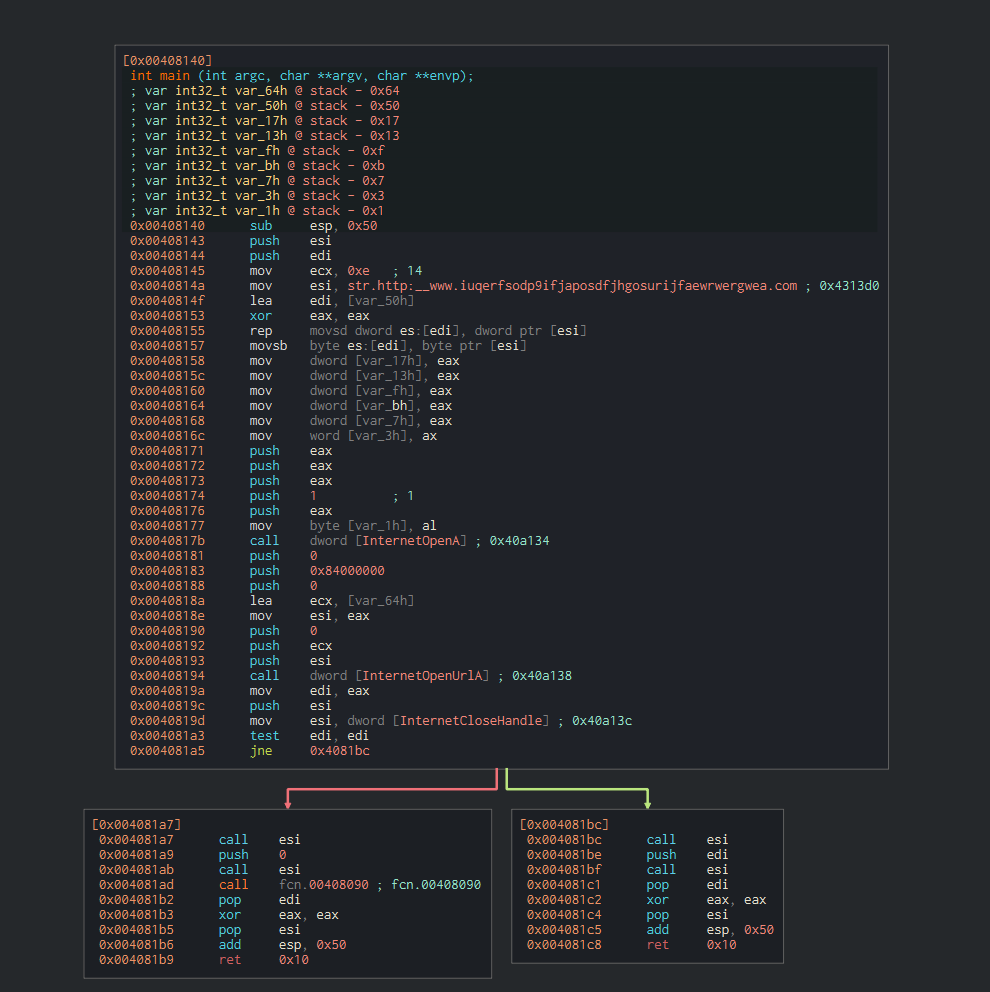 [0x00408140]
int main (int argc, char **argv, char **envp);
; var int32_t var_64h @ stack - 0x64
; var int32_t var_50h @ stack - 0x50
; var int32_t var_17h @ stack - 0x17
; var int32_t var_13h @ stack - 0x13
; var int32_t var_fh @ stack - 0xf
; var int32_t var_bh @ stack - 0xb
; var int32_t var_7h @ stack - 0x7
; var int32_t var_3h @ stack - 0x3
; var int32_t var_1h @ stack - 0x1
0x00408140 sub esp, 0x50
0x00408143 push esi
0x00408144 push edi
0x00408145 mov ecx, 0xe ; 14
0x0040814a mov esi, str.http:__www.iuqerfsodp9ifjaposdfjhgosurijfaewrwergwea.com ; 0x4313d0
0x0040814f lea edi, [var_50h]
0x00408153 xor eax, eax
0x00408155 rep movsd dword es:[edi], dword ptr [esi]
0x00408157 movsb byte es:[edi], byte ptr [esi]
0x00408158 mov dword [var_17h], eax
0x0040815c mov dword [var_13h], eax
0x00408160 mov dword [var_fh], eax
0x00408164 mov dword [var_bh], eax
0x00408168 mov dword [var_7h], eax
0x0040816c mov word [var_3h], ax
0x00408171 push eax
0x00408172 push eax
0x00408173 push eax
0x00408174 push 1 ; 1
0x00408176 push eax
0x00408177 mov byte [var_1h], al
0x0040817b call dword [InternetOpenA] ; 0x40a134
0x00408181 push 0
0x00408183 push 0x84000000
0x00408188 push 0
0x0040818a lea ecx, [var_64h]
0x0040818e mov esi, eax
0x00408190 push 0
0x00408192 push ecx
0x00408193 push esi
0x00408194 call dword [InternetOpenUrlA] ; 0x40a138
0x0040819a mov edi, eax
0x0040819c push esi
0x0040819d mov esi, dword [InternetCloseHandle] ; 0x40a13c
0x004081a3 test edi, edi
0x004081a5 jne 0x4081bc
[0x004081a7]
0x004081a7 call esi
0x004081a9 push 0
0x004081ab call esi
0x004081ad call fcn.00408090 ; fcn.00408090
0x004081b2 pop edi
0x004081b3 xor eax, eax
0x004081b5 pop esi
0x004081b6 add esp, 0x50
0x004081b9 ret 0x10
[0x004081bc]
0x004081bc call esi
0x004081be push edi
0x004081bf call esi
0x004081c1 pop edi
0x004081c2 xor eax, eax
0x004081c4 pop esi
0x004081c5 add esp, 0x50
0x004081c8 ret 0x10